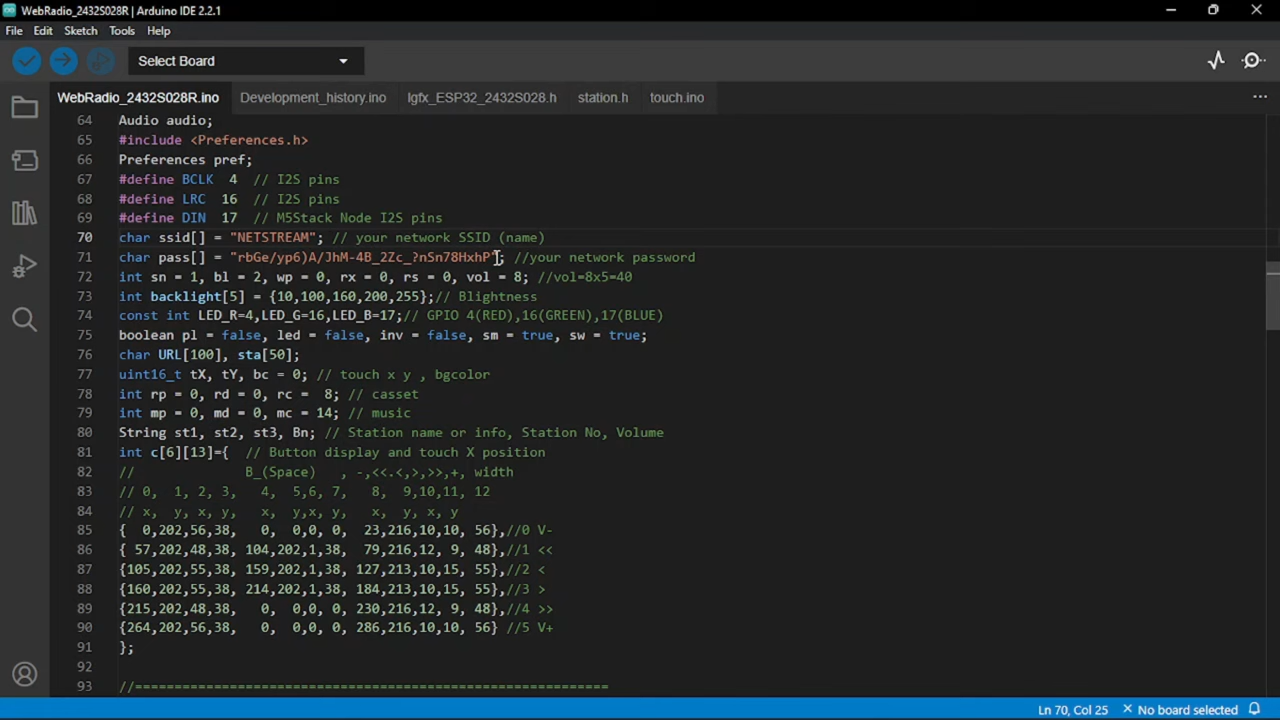 WebRadio_2432S028R | Arduino IDE 2.2.1
File Edit Sketch Tools Help
Select Board
WebRadio_2432S028R.ino Development_history.ino lgfx_ESP32_2432S028.h station.h touch.ino
64 Audio audio;
65 #include <Preferences.h>
66 Preferences pref;
67 #define BCLK 4 // I2S pins
68 #define LRC 16 // I2S pins
69 #define DIN 17 // M5Stack Node I2S pins
70 char ssid[] = "NETSTREAM"; // your network SSID (name)
71 char pass[] = "rbGe/yp6)A/JhM-4B_2Zc_?nSn78HxhP"; //your network password
72 int sn = 1, bl = 2, wp = 0, rx = 0, rs = 0, vol = 8; //vol=8x5=40
73 int backlight[5] = {10,100,160,200,255};// Blightness
74 const int LED_R=4,LED_G=16,LED_B=17;// GPIO 4(RED),16(GREEN),17(BLUE)
75 boolean pl = false, led = false, inv = false, sm = true, sw = true;
76 char URL[100], sta[50];
77 uint16_t tX, tY, bc = 0; // touch x y , bgcolor
78 int rp = 0, rd = 0, rc =  8; // casset
79 int mp = 0, md = 0, mc = 14; // music
80 String st1, st2, st3, Bn; // Station name or info, Station No, Volume
81 int c[6][13]={  // Button display and touch X position
82 //              B_(Space)   , -,<<.<,>,>>,+, width
83 // 0,  1, 2, 3,   4,  5,6, 7,    8,  9,10,11, 12
84 // x,  y, x, y,   x,  y,x, y,    x,  y, x, y
85 {  0,202,56,38,   0,  0,0, 0,  23,216,10,10, 56},//0 V-
86 { 57,202,48,38, 104,202,1,38,  79,216,12, 9, 48},//1 <<
87 {105,202,55,38, 159,202,1,38, 127,213,10,15, 55},//2 <
88 {160,202,55,38, 214,202,1,38, 184,213,10,15, 55},//3 >
89 {215,202,48,38,   0,  0,0, 0, 230,216,12, 9, 48},//4 >>
90 {264,202,56,38,   0,  0,0, 0, 286,216,10,10, 56} //5 V+
91 };
92
93 //============================================================
Ln 70, Col 25 × No board selected